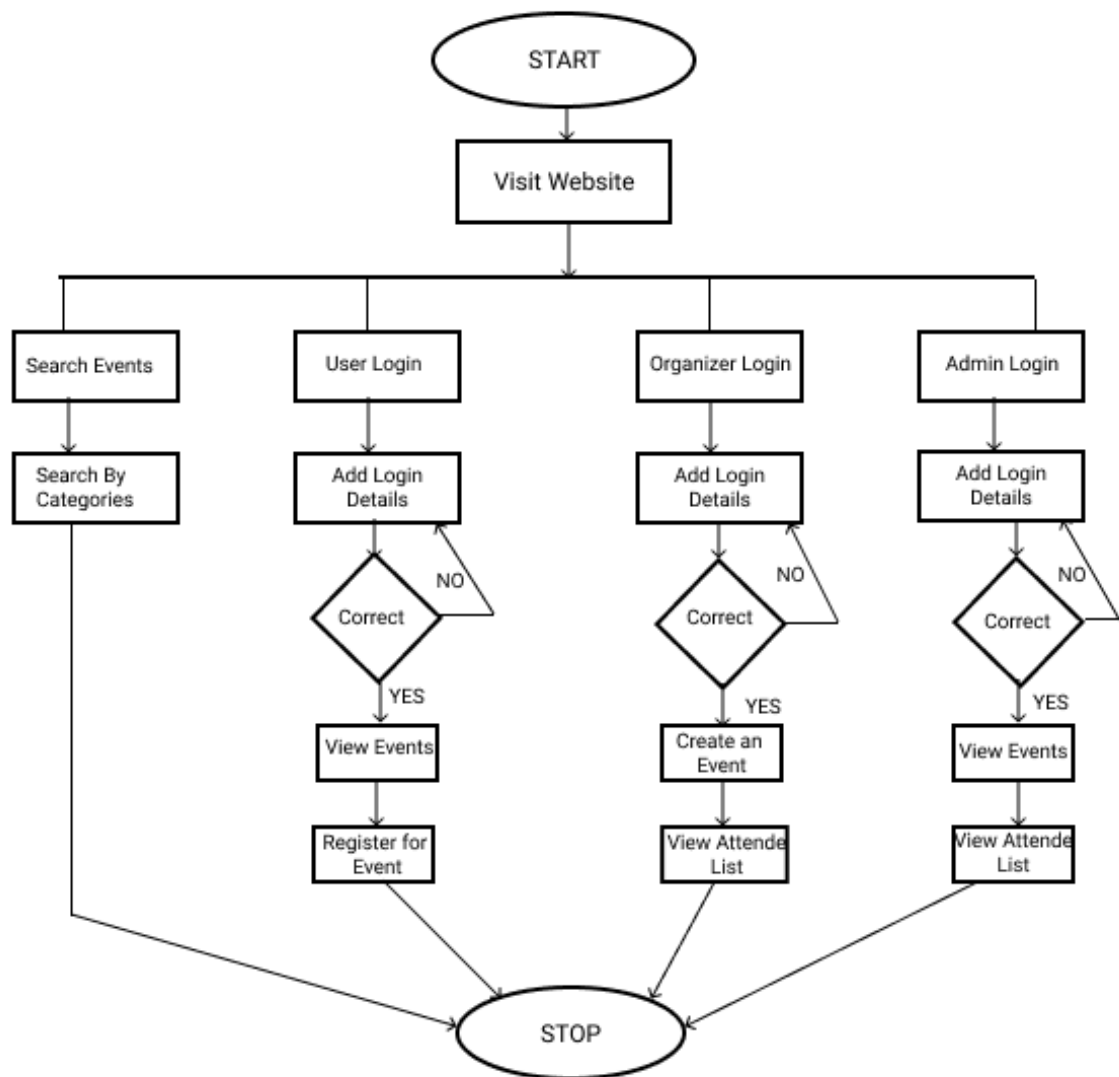 START
Visit Website
Search Events
User Login
Organizer Login
Admin Login
Search By
Categories
Add Login
Details
Add Login
Details
Add Login
Details
NO
NO
NO
Correct
Correct
Correct
YES
YES
YES
View Events
Create an
Event
View Events
Register for
Event
View Attende
List
View Attende
List
STOP